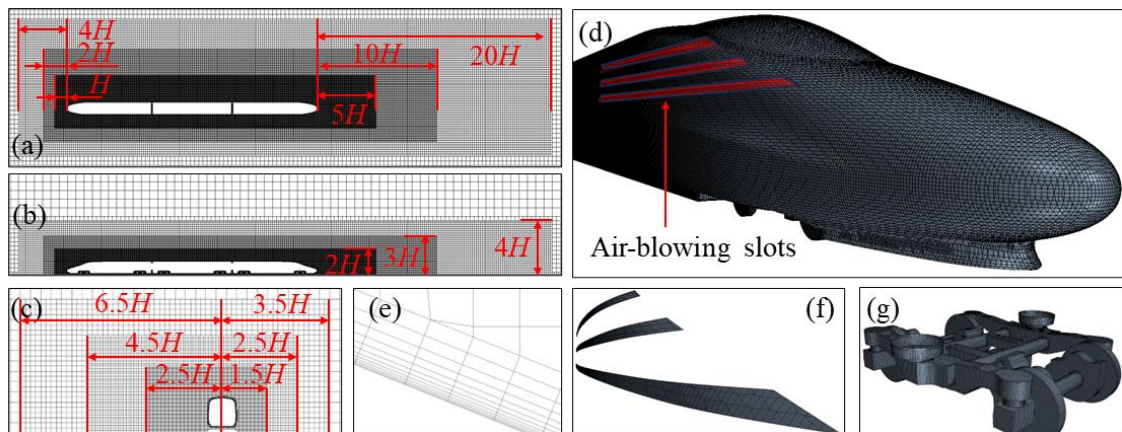 4H
2H
H
10H
20H
5H
(a)
(b)
2H
3H
4H
(c)
6.5H
3.5H
4.5H
2.5H
2.5H
1.5H
(d)
Air-blowing slots
(e)
(f)
(g)